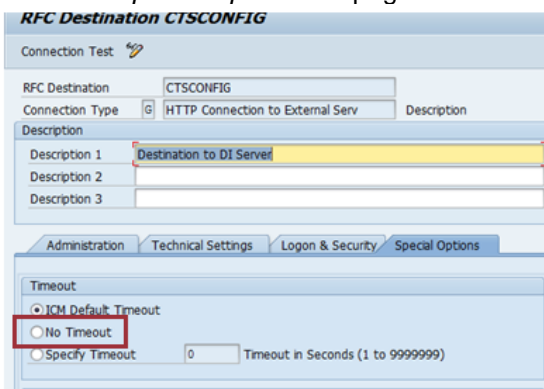 RFC Destination CTSCONFIG
Connection Test
RFC Destination CTSCONFIG
Connection Type G HTTP Connection to External Serv Description
Description
Description 1 Destination to DI Server
Description 2
Description 3
Administration Technical Settings Logon & Security Special Options
Timeout
ICM Default Timeout
No Timeout
Specify Timeout 0 Timeout in Seconds (1 to 9999999)